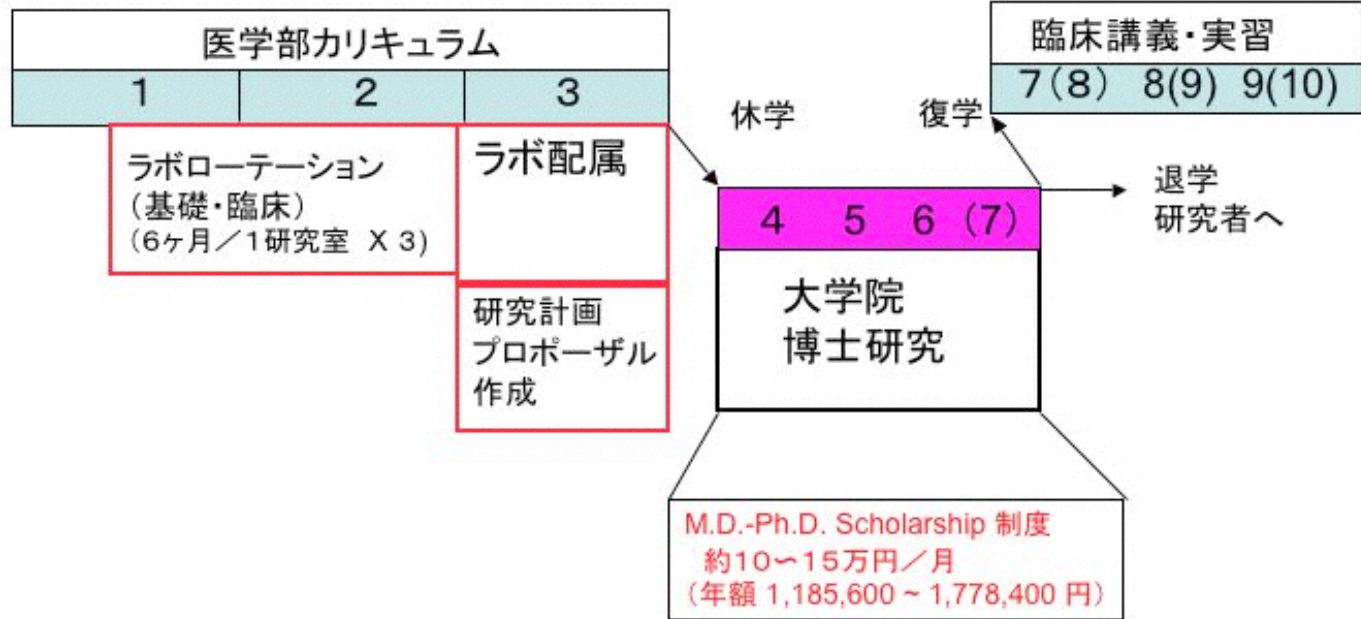 医学部カリキュラム
1 2 3
ラボローテーション
(基礎・臨床)
(6ヶ月/1研究室 X 3)
ラボ配属
研究計画
プロポーザル
作成
休学
復学
臨床講義・実習
7(8) 8(9) 9(10)
退学
研究者へ
4 5 6 (7)
大学院
博士研究
M.D.-Ph.D. Scholarship 制度
約10〜15万円/月
(年額 1,185,600 ~ 1,778,400 円)